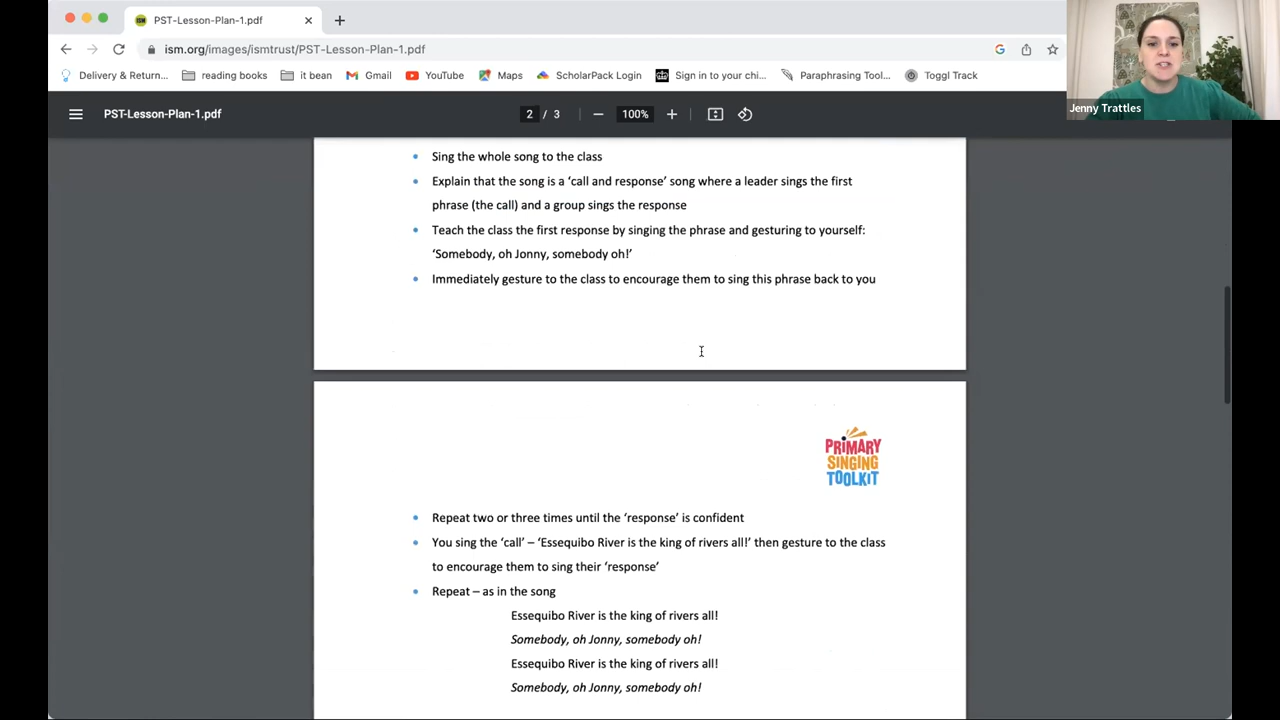 PST-Lesson-Plan-1.pdf
ism.org/images/ismtrust/PST-Lesson-Plan-1.pdf
Delivery & Return... reading books it bean Gmail YouTube Maps ScholarPack Login Sign in to your chi... Paraphrasing Tool... Toggl Track
Jenny Trattles
PST-Lesson-Plan-1.pdf 2 / 3 100%
• Sing the whole song to the class
• Explain that the song is a ‘call and response’ song where a leader sings the first
phrase (the call) and a group sings the response
• Teach the class the first response by singing the phrase and gesturing to yourself:
‘Somebody, oh Jonny, somebody oh!’
• Immediately gesture to the class to encourage them to sing this phrase back to you
PRiMARY
SINGING
TOOLKIT
• Repeat two or three times until the ‘response’ is confident
• You sing the ‘call’ – ‘Essequibo River is the king of rivers all!’ then gesture to the class
to encourage them to sing their ‘response’
• Repeat – as in the song
Essequibo River is the king of rivers all!
Somebody, oh Jonny, somebody oh!
Essequibo River is the king of rivers all!
Somebody, oh Jonny, somebody oh!